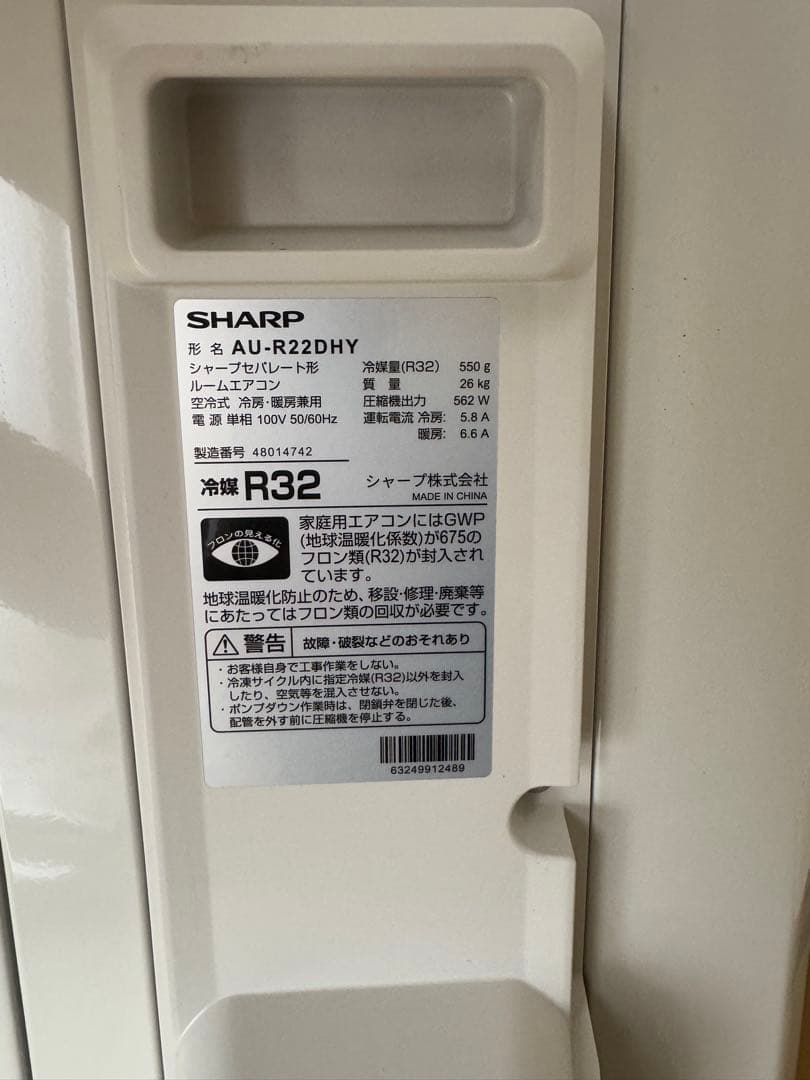 SHARP
形 名 AU-R22DHY
シャープセパレート形
ルームエアコン
空冷式 冷房・暖房兼用
電 源 単相 100V 50/60Hz
冷媒量(R32) 550 g
質 量 26 kg
圧縮機出力 562 W
運転電流 冷房: 5.8 A
暖房: 6.6 A
製造番号 48014742
冷媒 R32
シャープ株式会社
MADE IN CHINA
フロンの見える化
家庭用エアコンにはGWP
(地球温暖化係数)が675の
フロン類(R32)が封入され
ています。
地球温暖化防止のため、移設・修理・廃棄等
にあたってはフロン類の回収が必要です。
警告 故障・破裂などのおそれあり
・お客様自身で工事作業をしない。
・冷凍サイクル内に指定冷媒(R32)以外を封入
したり、空気等を混入させない。
・ポンプダウン作業時は、閉鎖弁を閉じた後、
配管を外す前に圧縮機を停止する。
63249912489